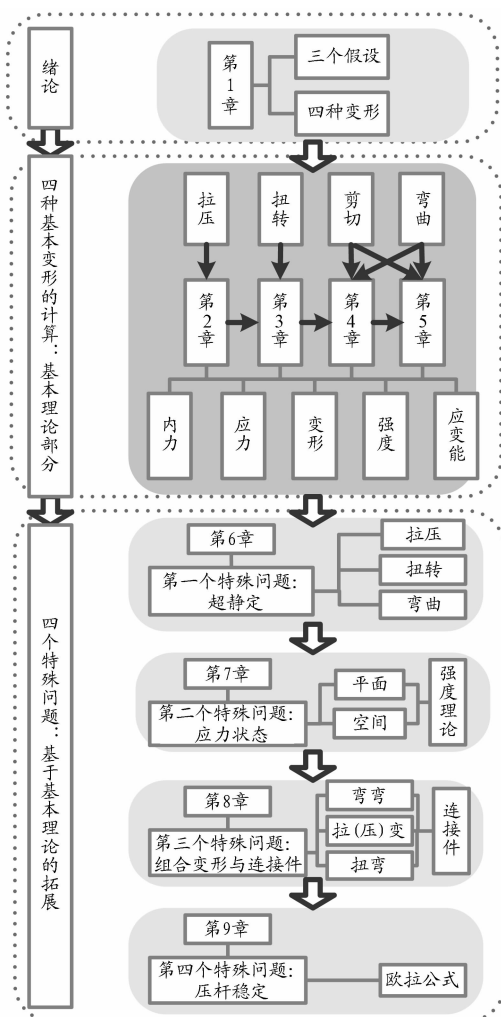 绪论
第1章
三个假设
四种变形
四种基本变形的计算：基本理论部分
拉压
扭转
剪切
弯曲
第2章
第3章
第4章
第5章
内力
应力
变形
强度
应变能
四个特殊问题：基于基本理论的拓展
第6章
第一个特殊问题:
超静定
拉压
扭转
弯曲
第7章
第二个特殊问题:
应力状态
平面
空间
强度理论
第8章
第三个特殊问题:
组合变形与连接件
弯弯
拉(压)变
扭弯
连接件
第9章
第四个特殊问题:
压杆稳定
欧拉公式